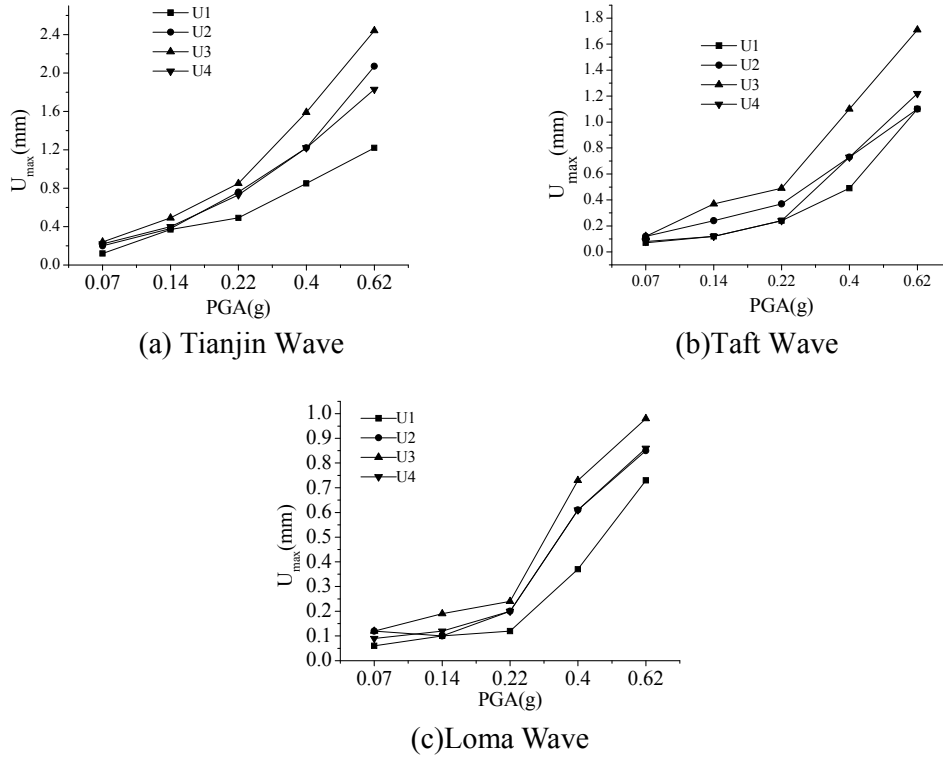 U1
U2
U3
U4
2.4
2.0
1.6
1.2
0.8
0.4
0.0
U max (mm)
0.07 0.14 0.22 0.4 0.62
PGA(g)
(a) Tianjin Wave
U1
U2
U3
U4
1.8
1.6
1.4
1.2
1.0
0.8
0.6
0.4
0.2
0.0
U max (mm)
0.07 0.14 0.22 0.4 0.62
PGA(g)
(b)Taft Wave
U1
U2
U3
U4
1.0
0.9
0.8
0.7
0.6
0.5
0.4
0.3
0.2
0.1
0.0
U max (mm)
0.07 0.14 0.22 0.4 0.62
PGA(g)
(c)Loma Wave